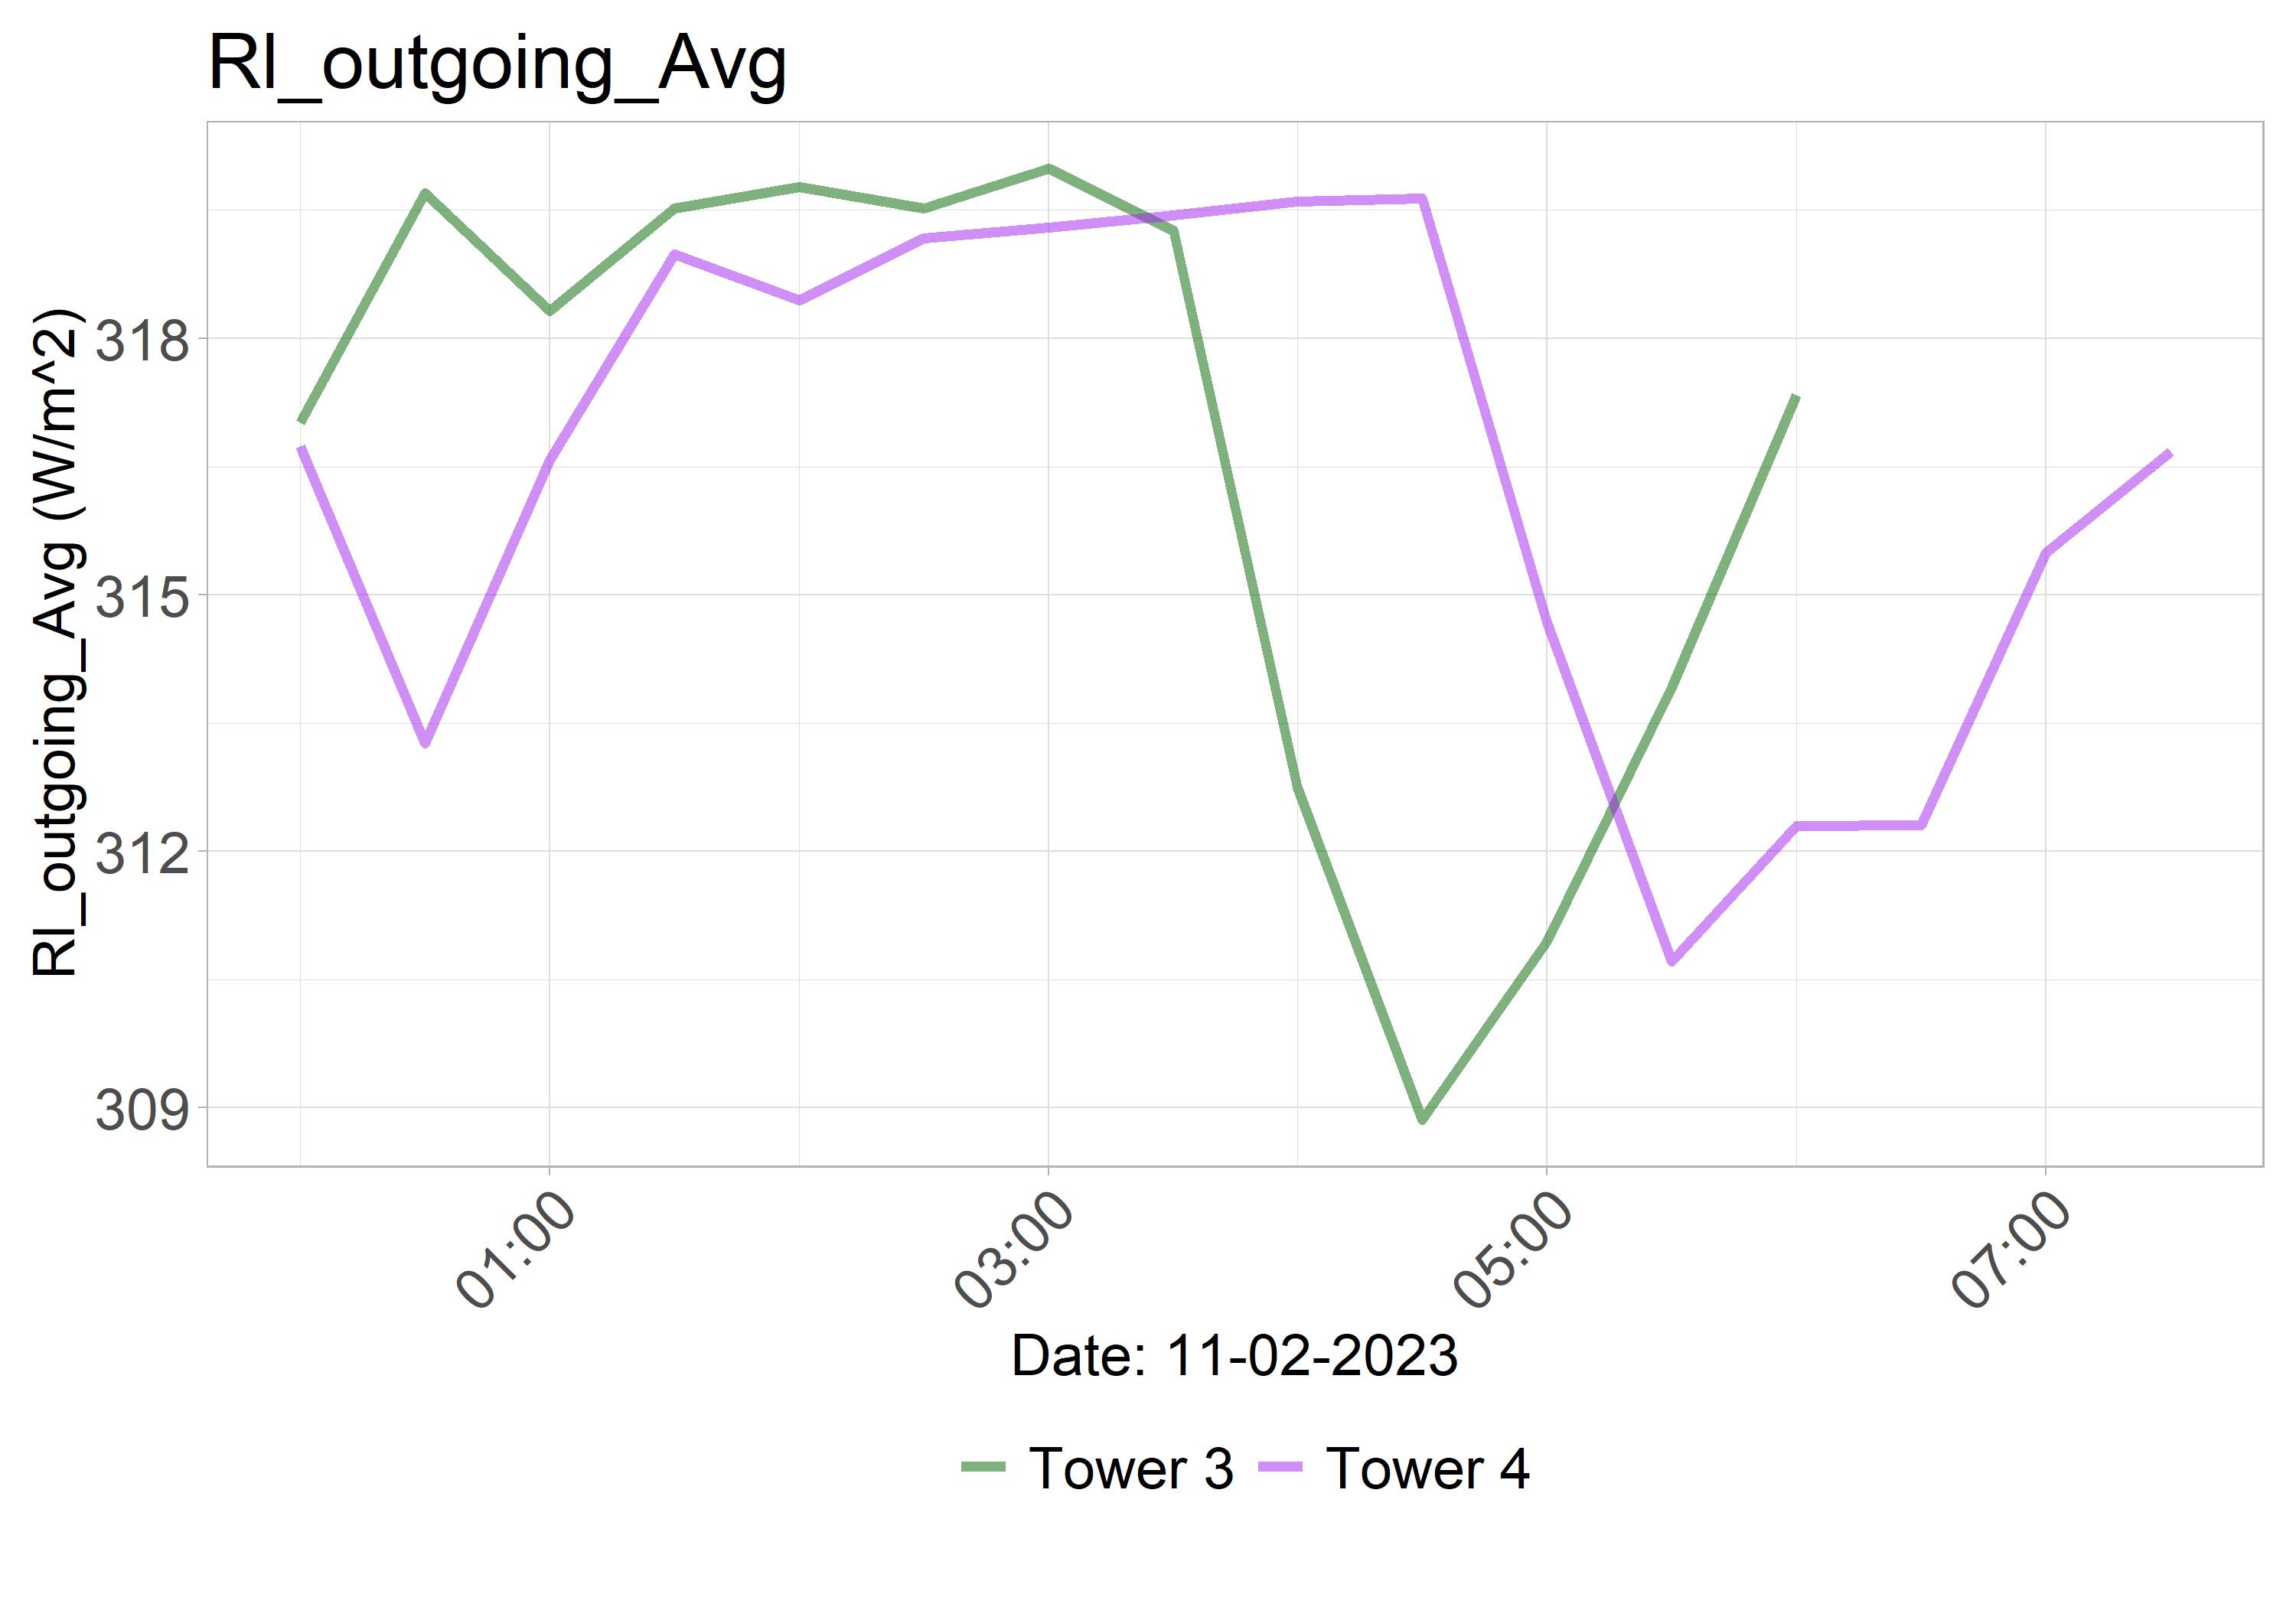 Rl_outgoing_Avg
Rl_outgoing_Avg (W/m^2)
318
315
312
309
01:00
03:00
05:00
07:00
Date: 11-02-2023
Tower 3
Tower 4